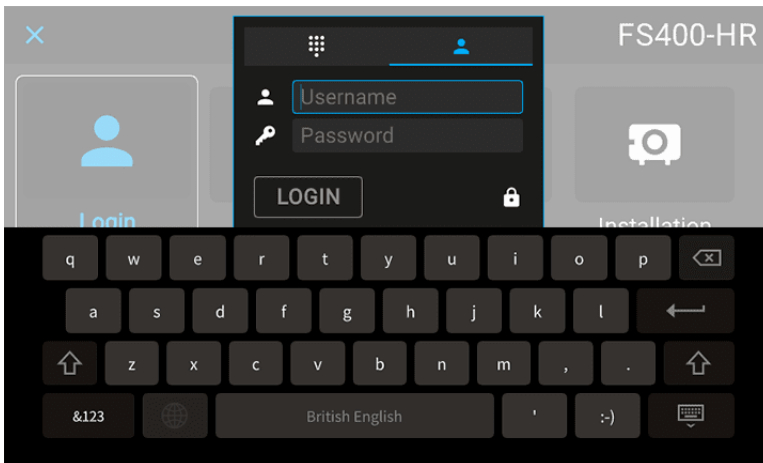 FS400-HR
Username
Password
LOGIN
Login
Installation
q w e r t y u i o p
a s d f g h j k l
z x c v b n m , .
&123 British English ' :-)